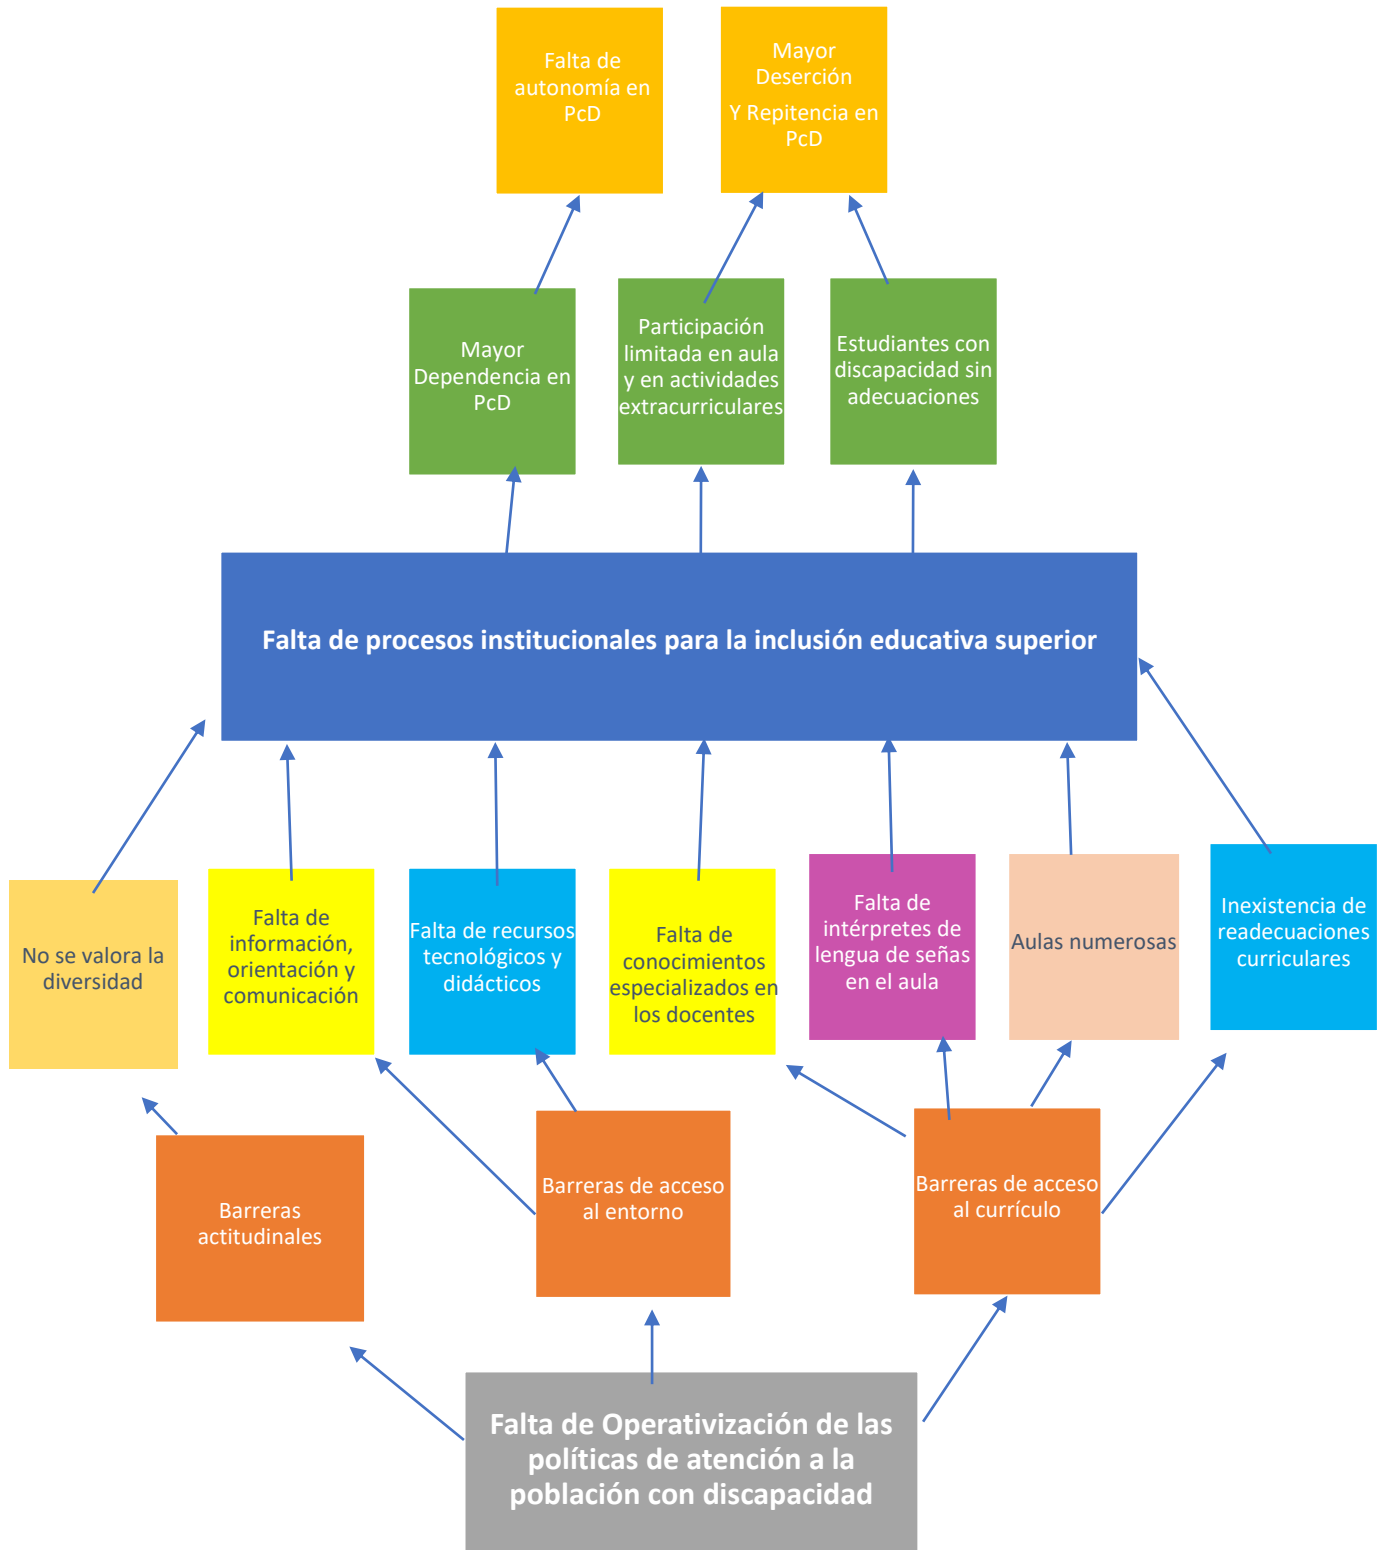 Falta de
autonomía en
PcD
Mayor
Deserción
Y Repitencia en
PcD
Mayor
Dependencia en
PcD
Participación
limitada en aula
y en actividades
extracurriculares
Estudiantes con
discapacidad sin
adecuaciones
Falta de procesos institucionales para la inclusión educativa superior
No se valora la
diversidad
Falta de
información,
orientación y
comunicación
Falta de recursos
tecnológicos y
didácticos
Falta de
conocimientos
especializados en
los docentes
Falta de
intérpretes de
lengua de señas
en el aula
Aulas numerosas
Inexistencia de
readecuaciones
curriculares
Barreras
actitudinales
Barreras de acceso
al entorno
Barreras de acceso
al currículo
Falta de Operativización de las
políticas de atención a la
población con discapacidad